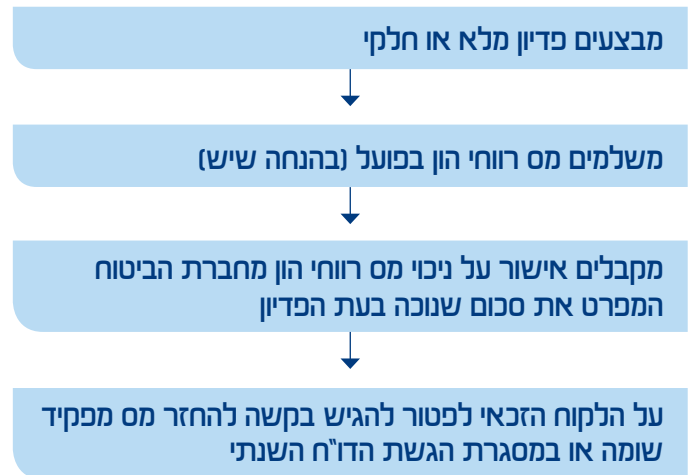 מבצעים פדיון מלא או חלקי
משלמים מס רווחי הון בפועל (בהנחה שיש)
מקבלים אישור על ניכוי מס רווחי הון מחברת הביטוח
המפרט את סכום שנוכה בעת הפדיון
על הלקוח הזכאי לפטור להגיש בקשה להחזר מס מפקיד
שומה או במסגרת הגשת הדו"ח השנתי